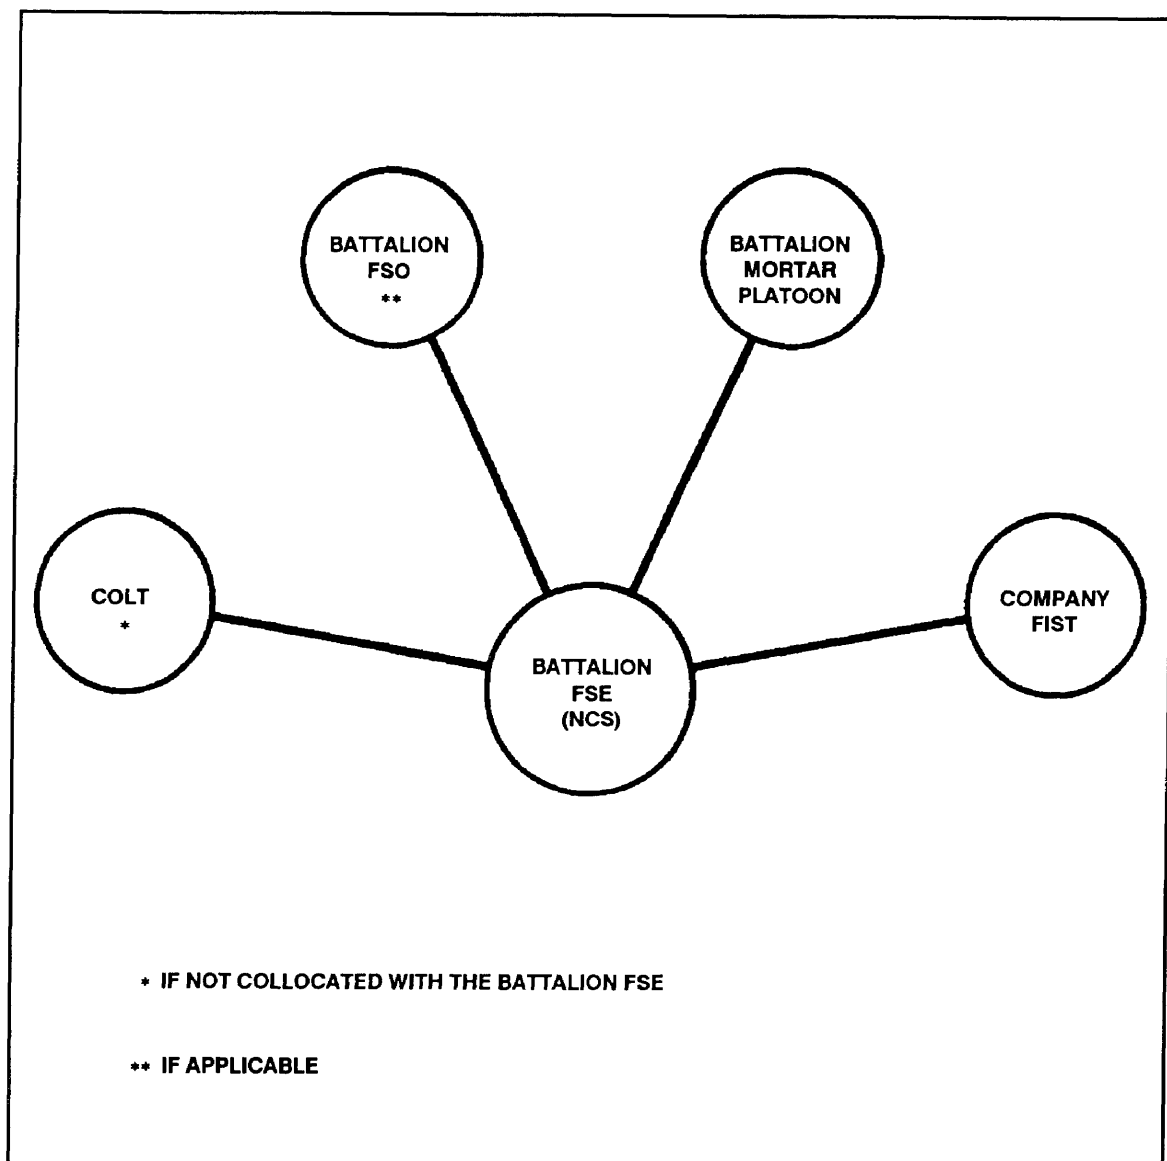 BATTALION
FSO
**
BATTALION
MORTAR
PLATOON
COLT
*
BATTALION
FSE
(NCS)
COMPANY
FIST
* IF NOT COLLOCATED WITH THE BATTALION FSE
** IF APPLICABLE